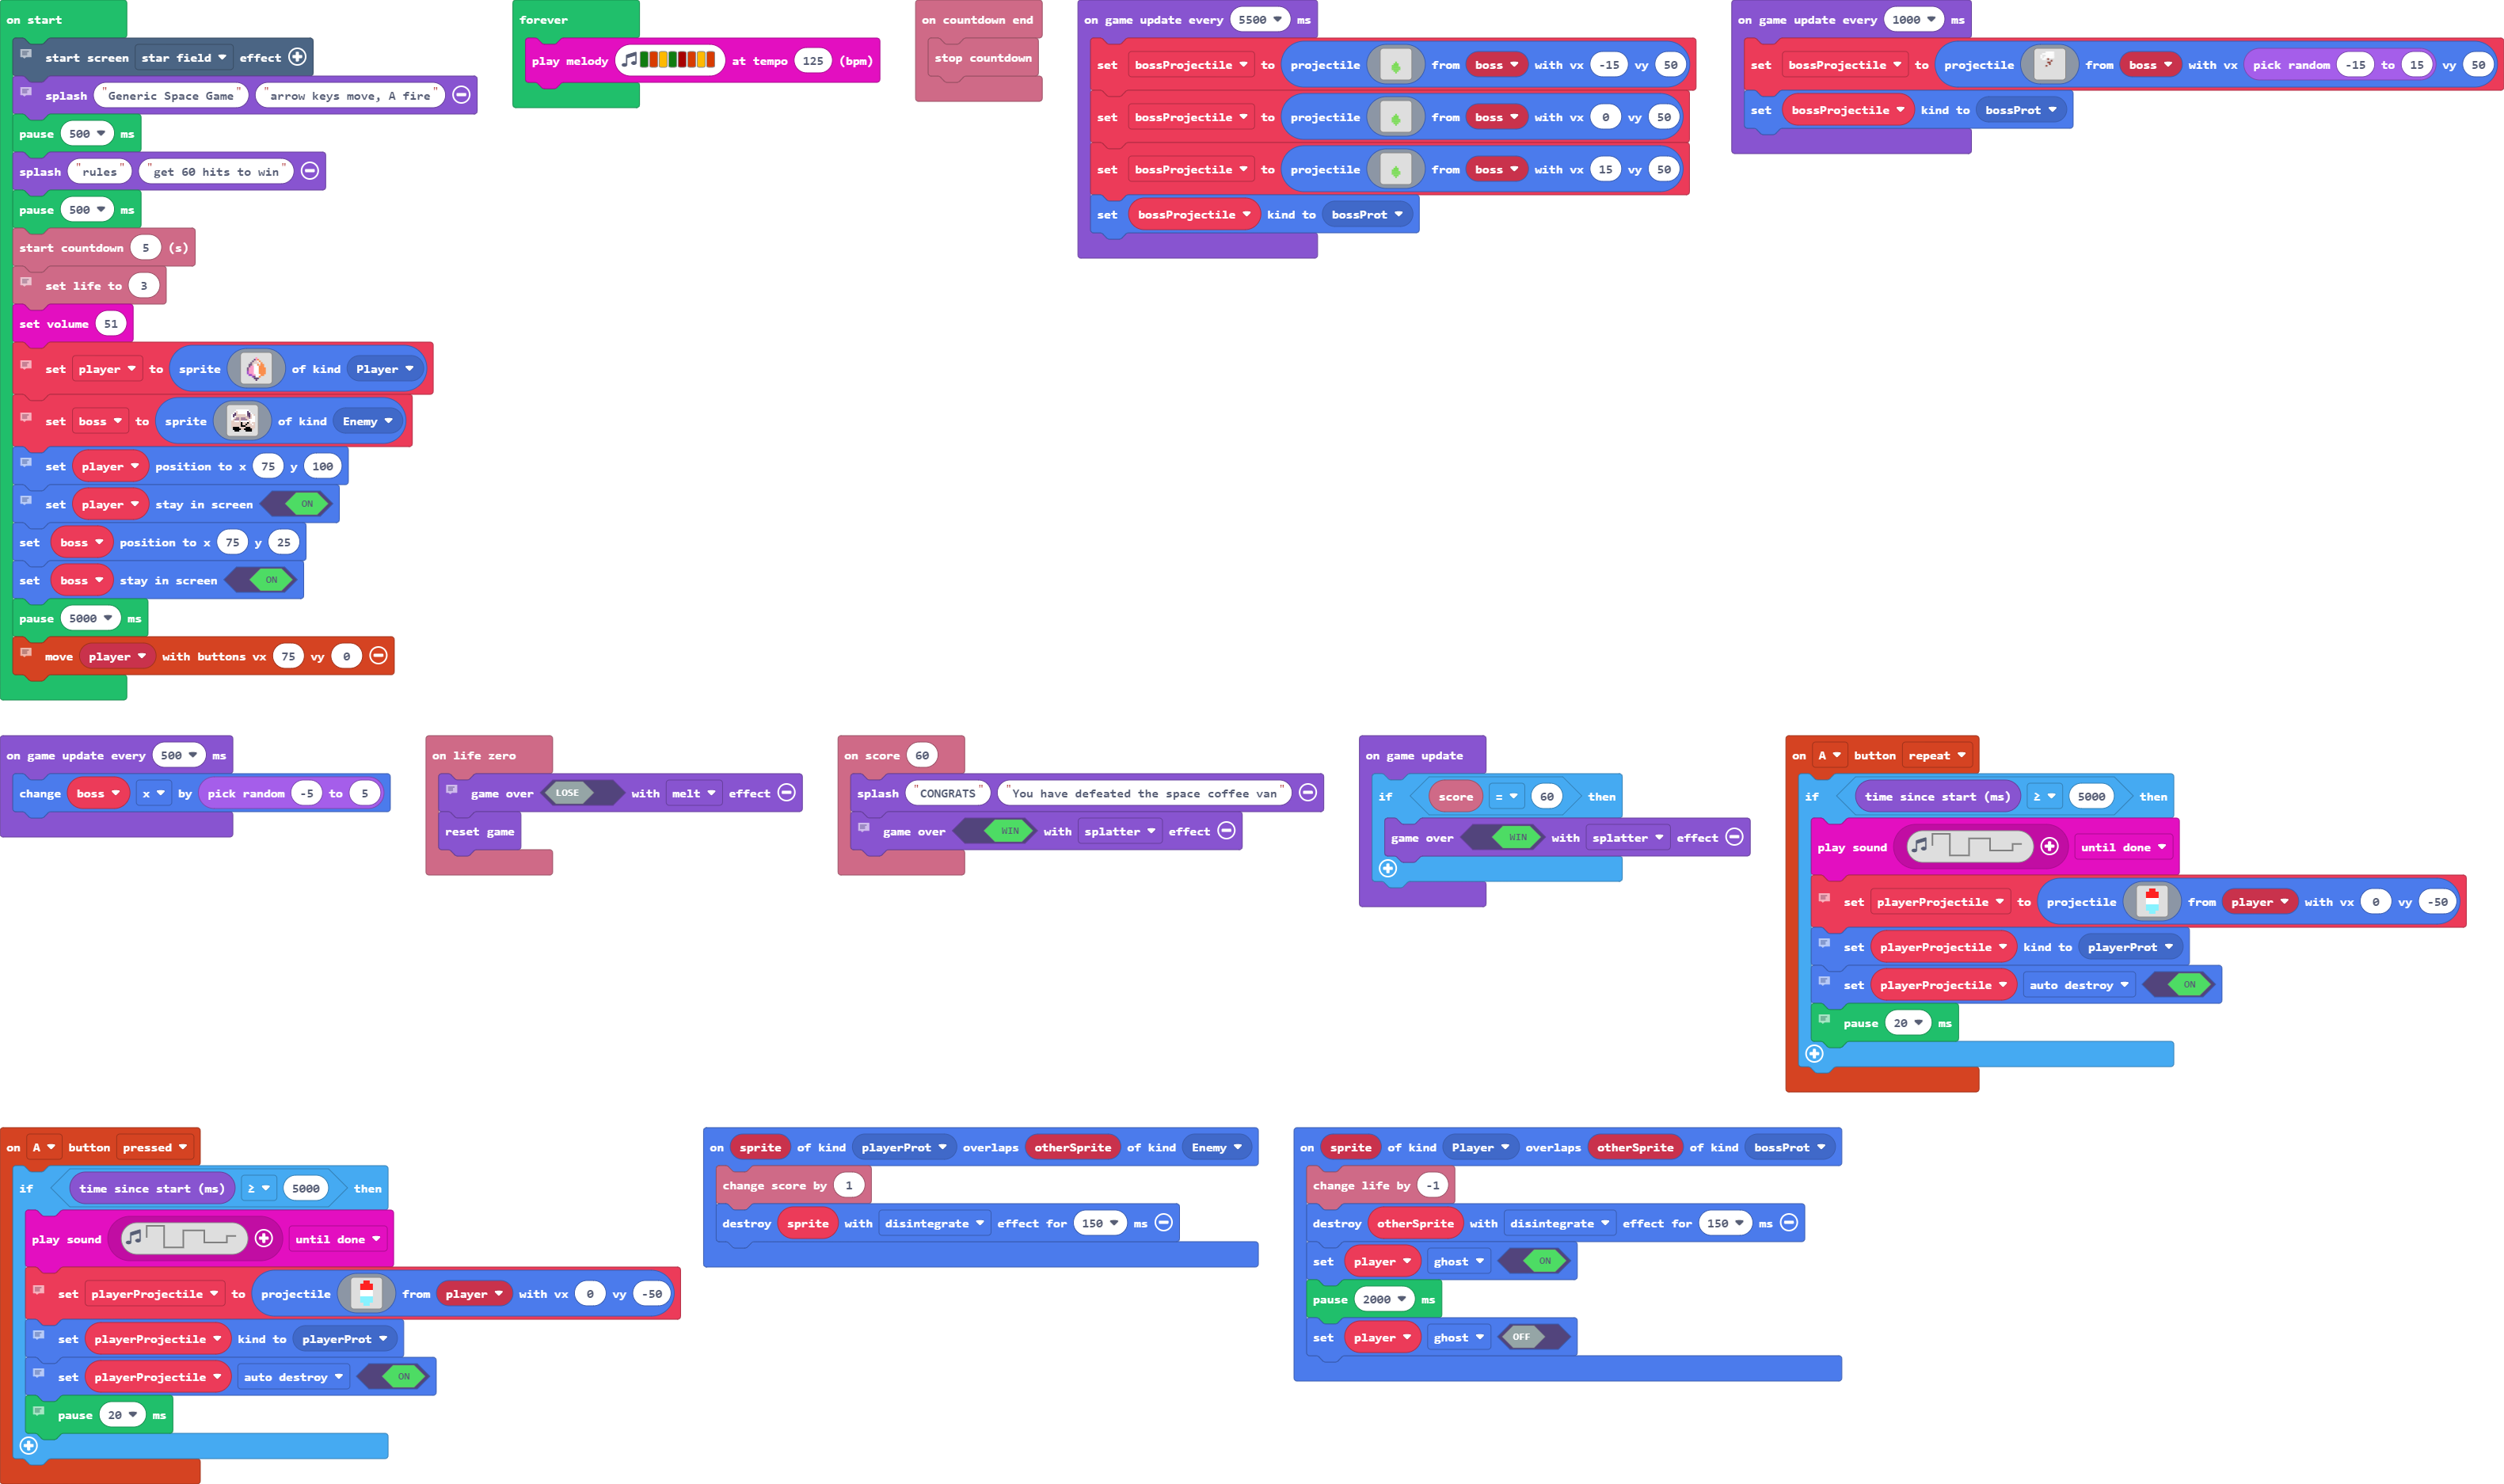 on start
start screen star field effect
splash "Generic Space Game" "arrow keys move, A fire"
pause 500 ms
splash "rules" "get 60 hits to win"
pause 500 ms
start countdown 5 (s)
set life to 3
set volume 51
set player to sprite of kind Player
set boss to sprite of kind Enemy
set player position to x 75 y 100
set player stay in screen ON
set boss position to x 75 y 25
set boss stay in screen ON
pause 5000 ms
move player with buttons vx 75 vy 0
forever
play melody at tempo 125 (bpm)
on countdown end
stop countdown
on game update every 5500 ms
set bossProjectile to projectile from boss with vx -15 vy 50
set bossProjectile to projectile from boss with vx 0 vy 50
set bossProjectile to projectile from boss with vx 15 vy 50
set bossProjectile kind to bossProt
on game update every 1000 ms
set bossProjectile to projectile from boss with vx pick random -15 to 15 vy 50
set bossProjectile kind to bossProt
on game update every 500 ms
change boss x by pick random -5 to 5
on life zero
game over LOSE with melt effect
reset game
on score 60
splash "CONGRATS" "You have defeated the space coffee van"
game over WIN with splatter effect
on game update
if score = 60 then
game over WIN with splatter effect
on A button repeat
if time since start (ms) ≥ 5000 then
play sound until done
set playerProjectile to projectile from player with vx 0 vy -50
set playerProjectile kind to playerProt
set playerProjectile auto destroy ON
pause 20 ms
on A button pressed
if time since start (ms) ≥ 5000 then
play sound until done
set playerProjectile to projectile from player with vx 0 vy -50
set playerProjectile kind to playerProt
set playerProjectile auto destroy ON
pause 20 ms
on sprite of kind playerProt overlaps otherSprite of kind Enemy
change score by 1
destroy sprite with disintegrate effect for 150 ms
on sprite of kind Player overlaps otherSprite of kind bossProt
change life by -1
destroy otherSprite with disintegrate effect for 150 ms
set player ghost ON
pause 2000 ms
set player ghost OFF